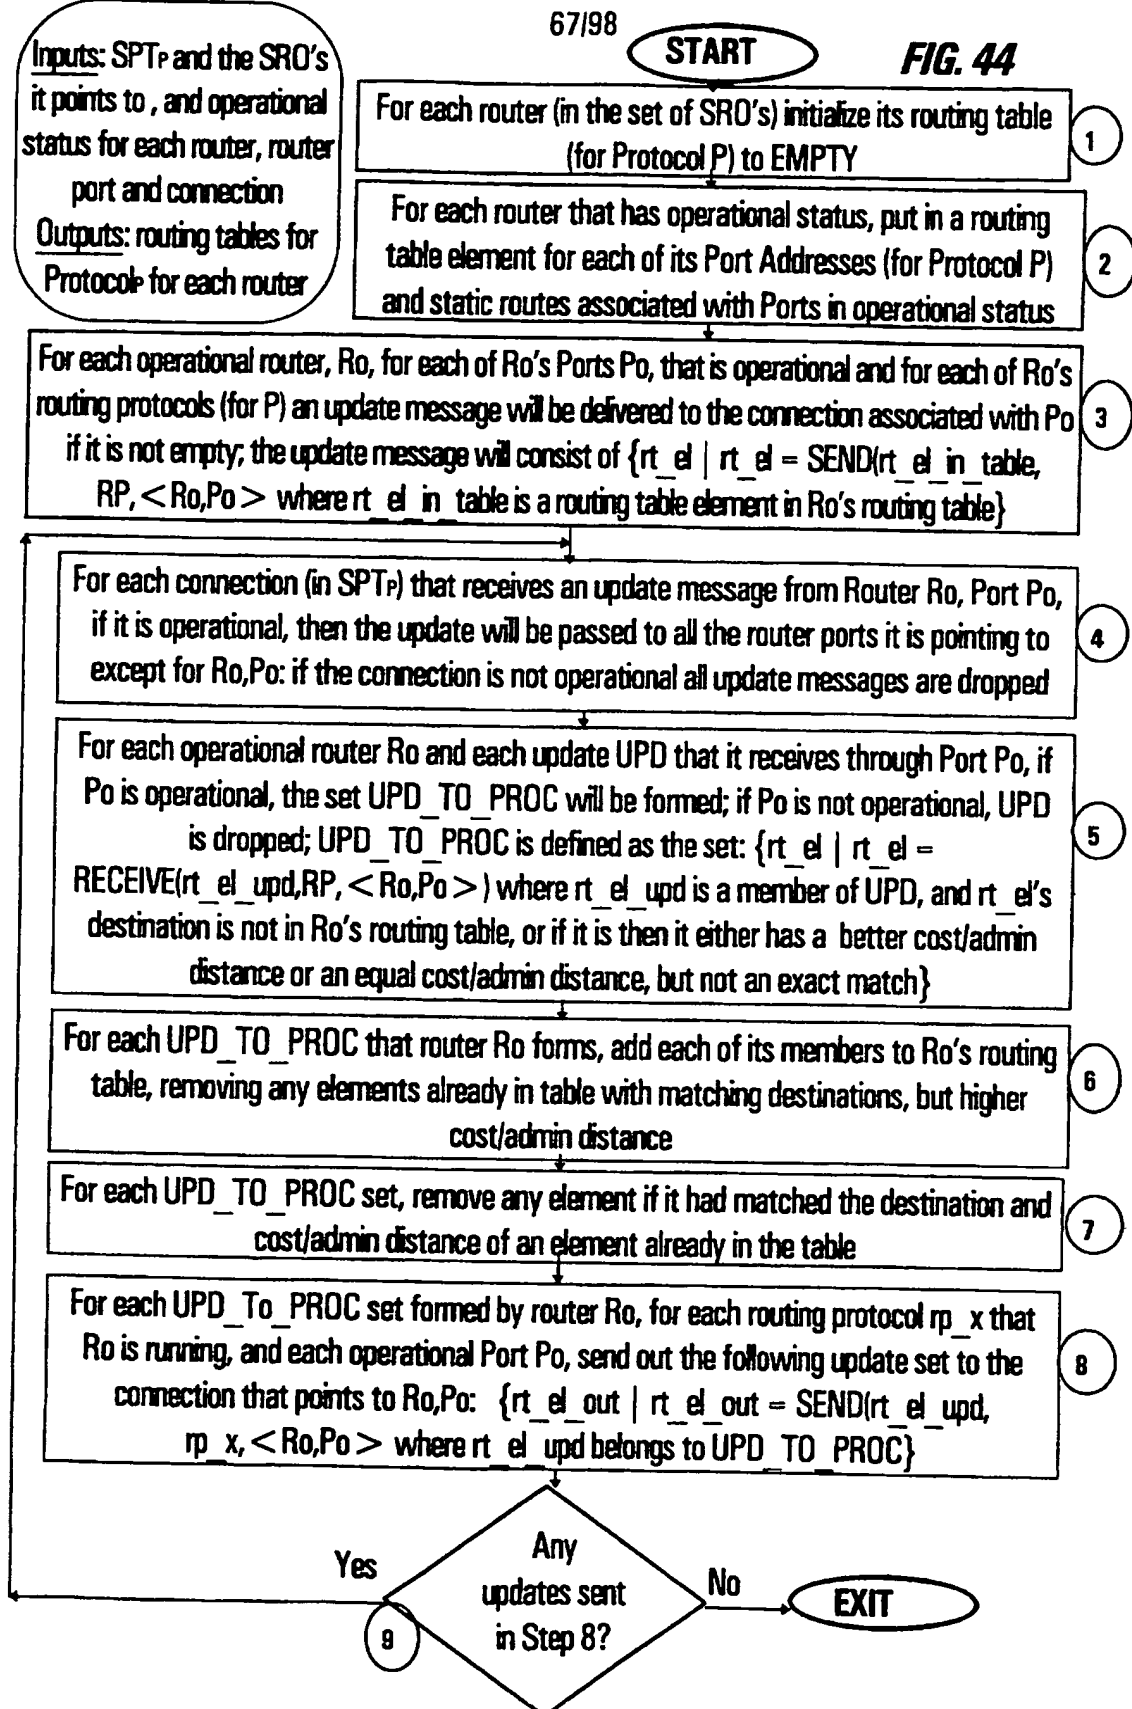 67/98
FIG. 44
Inputs: SPTP and the SRO's
it points to , and operational
status for each router, router
port and connection
Outputs: routing tables for
ProtocolP for each router
START
For each router (in the set of SRO's) initialize its routing table
(for Protocol P) to EMPTY
1
For each router that has operational status, put in a routing
table element for each of its Port Addresses (for Protocol P)
and static routes associated with Ports in operational status
2
For each operational router, Ro, for each of Ro's Ports Po, that is operational and for each of Ro's
routing protocols (for P) an update message will be delivered to the connection associated with Po
if it is not empty; the update message will consist of {rt_el | rt_el = SEND(rt_el_in_table,
RP, <Ro,Po> where rt_el_in_table is a routing table element in Ro's routing table}
3
For each connection (in SPTP) that receives an update message from Router Ro, Port Po,
if it is operational, then the update will be passed to all the router ports it is pointing to
except for Ro,Po: if the connection is not operational all update messages are dropped
4
For each operational router Ro and each update UPD that it receives through Port Po, if
Po is operational, the set UPD_TO_PROC will be formed; if Po is not operational, UPD
is dropped; UPD_TO_PROC is defined as the set: {rt_el | rt_el =
RECEIVE(rt_el_upd,RP, <Ro,Po>) where rt_el_upd is a member of UPD, and rt_el's
destination is not in Ro's routing table, or if it is then it either has a better cost/admin
distance or an equal cost/admin distance, but not an exact match}
5
For each UPD_TO_PROC that router Ro forms, add each of its members to Ro's routing
table, removing any elements already in table with matching destinations, but higher
cost/admin distance
6
For each UPD_TO_PROC set, remove any element if it had matched the destination and
cost/admin distance of an element already in the table
7
For each UPD_To_PROC set formed by router Ro, for each routing protocol rp_x that
Ro is running, and each operational Port Po, send out the following update set to the
connection that points to Ro,Po: {rt_el_out | rt_el_out = SEND(rt_el_upd,
rp_x, <Ro,Po> where rt_el_upd belongs to UPD_TO_PROC}
8
Any
updates sent
in Step 8?
9
Yes
No
EXIT